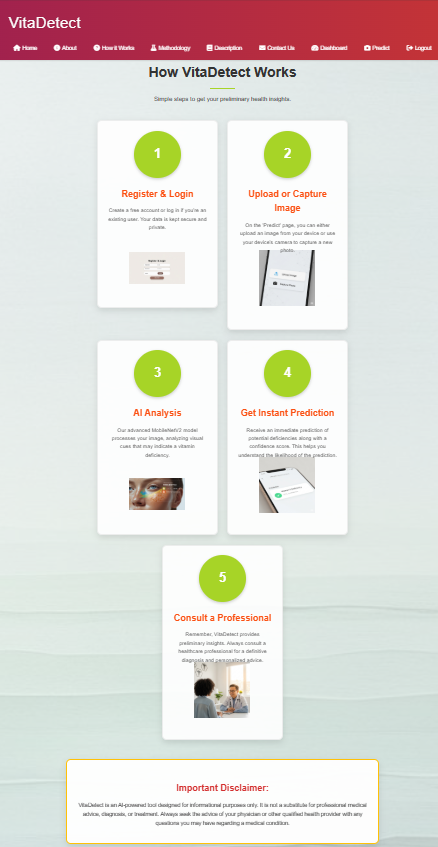 VitaDetect
Home About How it Works Methodology Description Contact Us Dashboard Predict Logout
How VitaDetect Works
Simple steps to get your preliminary health insights.
1
Register & Login
Create a free account or log in if you're an
existing user. Your data is kept secure and
private.
Register & Login
2
Upload or Capture
Image
On the 'Predict' page, you can either
upload an image from your device or use
your device's camera to capture a new
photo.
3
AI Analysis
Our advanced MobileNetV2 model
processes your image, analyzing visual
cues that may indicate a vitamin
deficiency.
4
Get Instant Prediction
Receive an immediate prediction of
potential deficiencies along with a
confidence score. This helps you
understand the likelihood of the prediction.
5
Consult a Professional
Remember, VitaDetect provides
preliminary insights. Always consult a
healthcare professional for a definitive
diagnosis and personalized advice.
Important Disclaimer:
VitaDetect is an AI-powered tool designed for informational purposes only. It is not a substitute for professional medical
advice, diagnosis, or treatment. Always seek the advice of your physician or other qualified health provider with any
questions you may have regarding a medical condition.